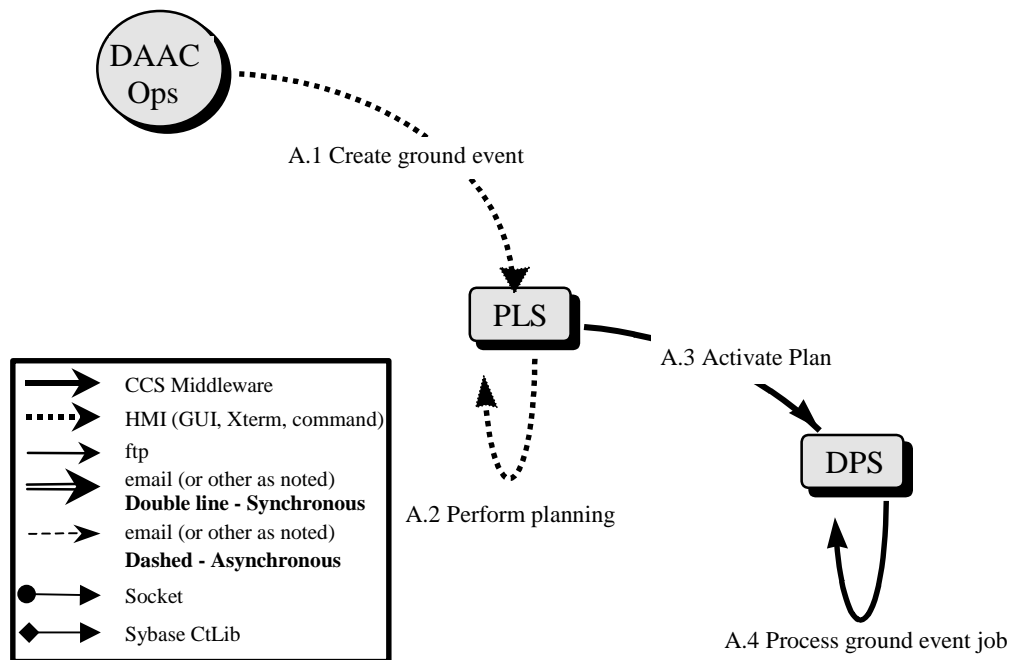 DAAC
Ops
A.1 Create ground event
PLS
A.3 Activate Plan
DPS
A.2 Perform planning
A.4 Process ground event job
CCS Middleware
HMI (GUI, Xterm, command)
ftp
email (or other as noted)
Double line - Synchronous
email (or other as noted)
Dashed - Asynchronous
Socket
Sybase CtLib